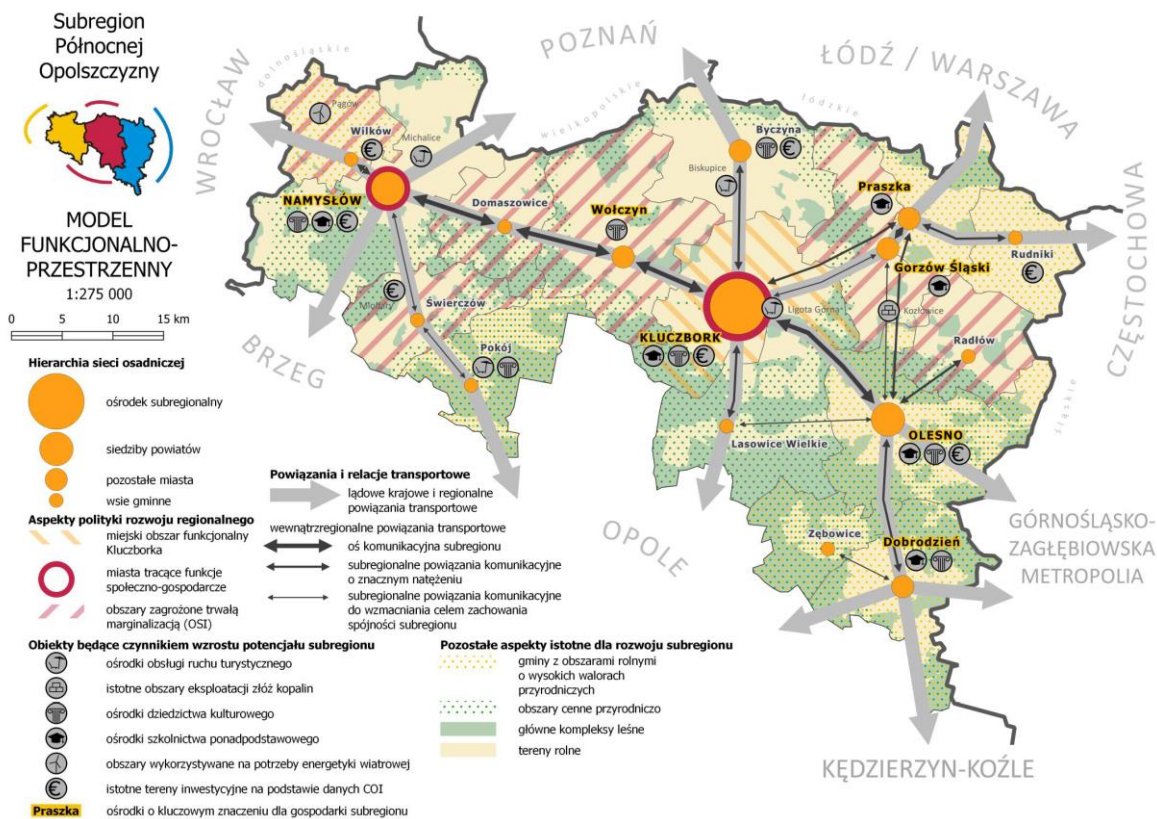 Subregion
Północnej
Opolszczyzny
MODEL
FUNKCJONALNO-
PRZESTRZENNY
1:275 000
0 5 10 15 km
Hierarchia sieci osadniczej
ośrodek subregionalny
siedziby powiatów
pozostałe miasta
wsie gminne
Aspekty polityki rozwoju regionalnego
miejski obszar funkcjonalny
Kluczborka
miasta tracące funkcje
społeczno-gospodarcze
obszary zagrożone trwałą
marginalizacją (OSI)
Obiekty będące czynnikiem wzrostu potencjału subregionu
ośrodki obsługi ruchu turystycznego
istotne obszary eksploatacji złóż kopalin
ośrodki dziedzictwa kulturowego
ośrodki szkolnictwa ponadpodstawowego
obszary wykorzystywane na potrzeby energetyki wiatrowej
istotne tereny inwestycyjne na podstawie danych COI
Praszka ośrodki o kluczowym znaczeniu dla gospodarki subregionu
Powiązania i relacje transportowe
lądowe krajowe i regionalne
powiązania transportowe
wewnątrzregionalne powiązania transportowe
oś komunikacyjna subregionu
subregionalne powiązania komunikacyjne
o znacznym natężeniu
subregionalne powiązania komunikacyjne
do wzmacniania celem zachowania
spójności subregionu
Pozostałe aspekty istotne dla rozwoju subregionu
gminy z obszarami rolnymi
o wysokich walorach
przyrodniczych
obszary cenne przyrodniczo
główne kompleksy leśne
tereny rolne
WROCŁAW
dolnośląskie
POZNAŃ
wielkopolskie
ŁÓDŹ / WARSZAWA
łódzkie
CZĘSTOCHOWA
śląskie
BRZEG
OPOLE
GÓRNOŚLĄSKO-
ZAGŁĘBIOWSKA
METROPOLIA
KĘDZIERZYN-KOŹLE
Pągów
Wilków
Michalice
NAMYSŁÓW
Domaszowice
Wołczyn
Świerczów
Pokój
Byczyna
Biskupice
Praszka
Rudniki
Gorzów Śląski
Kozłowice
Ligota Górna
KLUCZBORK
Radłów
Lasowice Wielkie
OLESNO
Zębowice
Dobrodzień